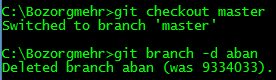 C:\Bozorgmehr>git checkout master
Switched to branch 'master'
C:\Bozorgmehr>git branch -d aban
Deleted branch aban (was 9334033).